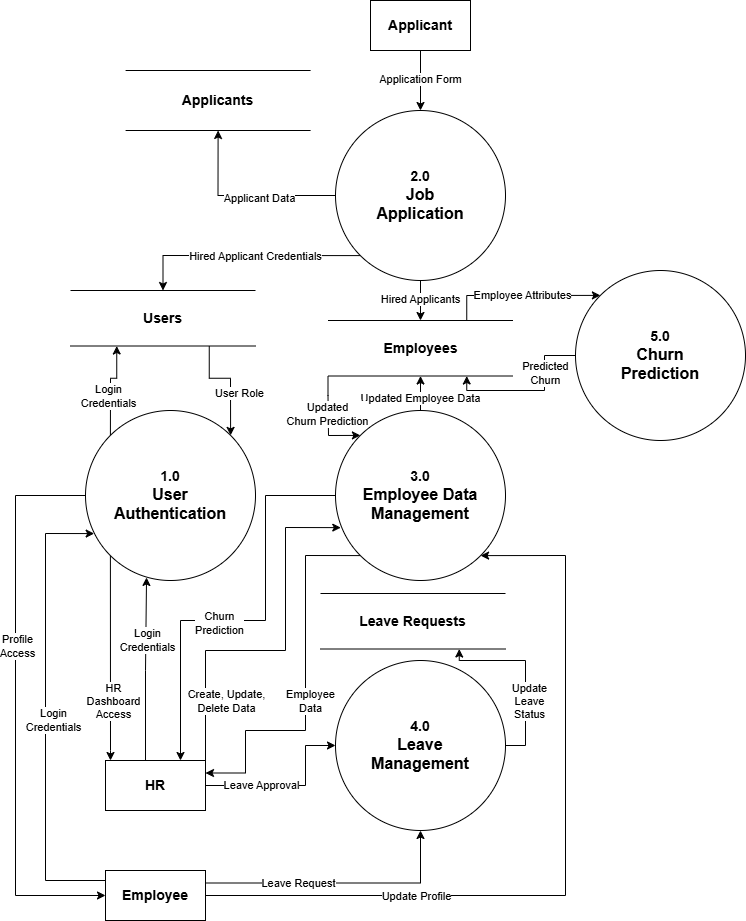 Applicant
Application Form
Applicants
2.0
Job
Application
Applicant Data
Hired Applicant Credentials
Hired Applicants
Employee Attributes
Users
Employees
5.0
Churn
Prediction
Predicted
Churn
Login
Credentials
User Role
Updated
Churn Prediction
Updated Employee Data
1.0
User
Authentication
3.0
Employee Data
Management
Leave Requests
Profile
Access
Login
Credentials
Churn
Prediction
HR
Dashboard
Access
Login
Credentials
Create, Update,
Delete Data
Employee
Data
4.0
Leave
Management
Update
Leave
Status
HR
Leave Approval
Employee
Leave Request
Update Profile